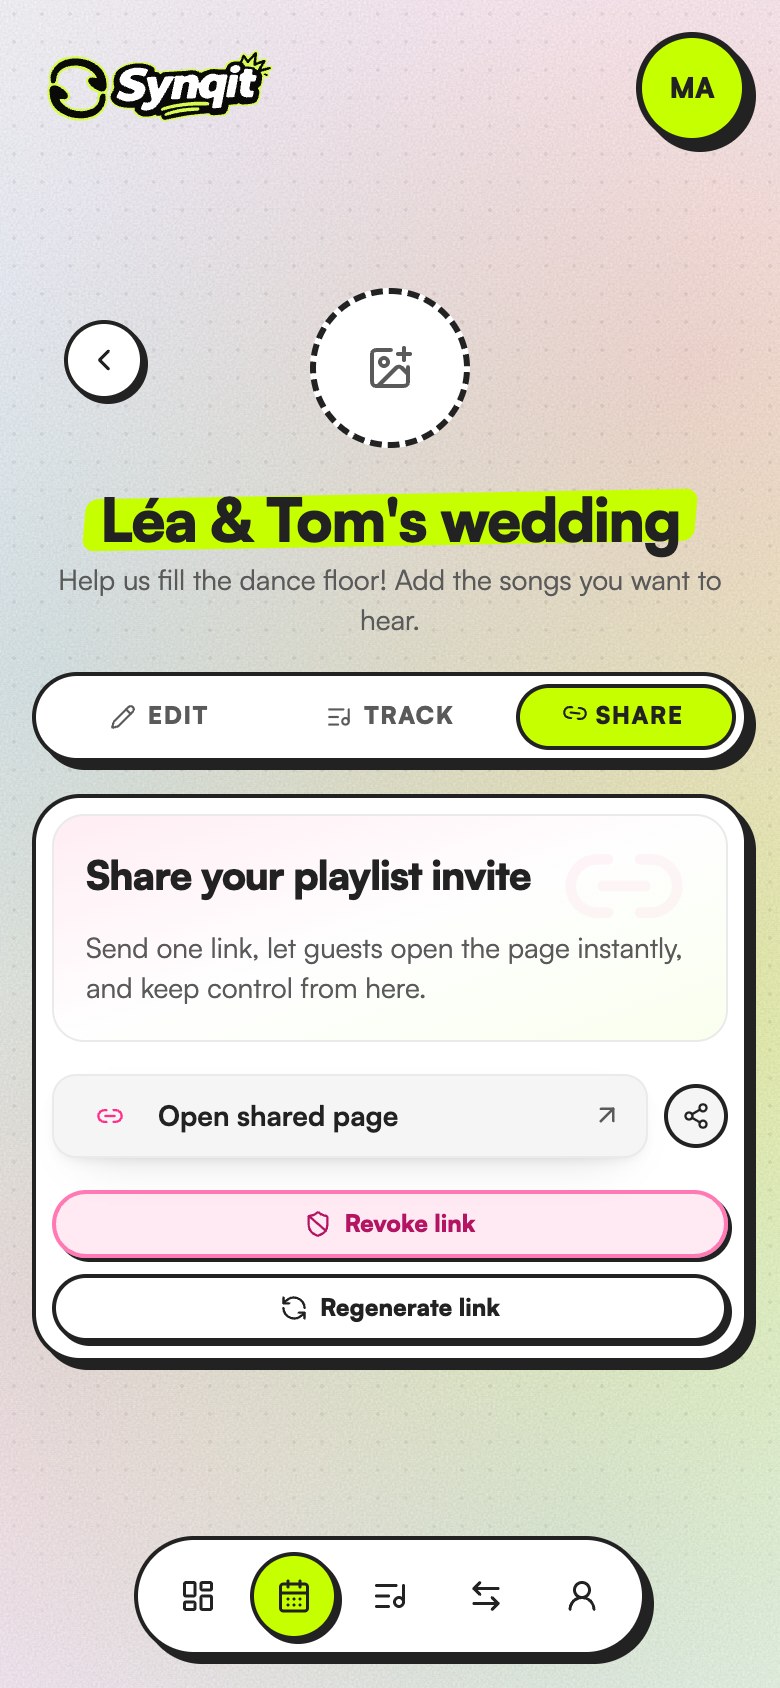 Synqit
MA
Léa & Tom's wedding
Help us fill the dance floor! Add the songs you want to
hear.
EDIT
TRACK
SHARE
Share your playlist invite
Send one link, let guests open the page instantly,
and keep control from here.
Open shared page
Revoke link
Regenerate link